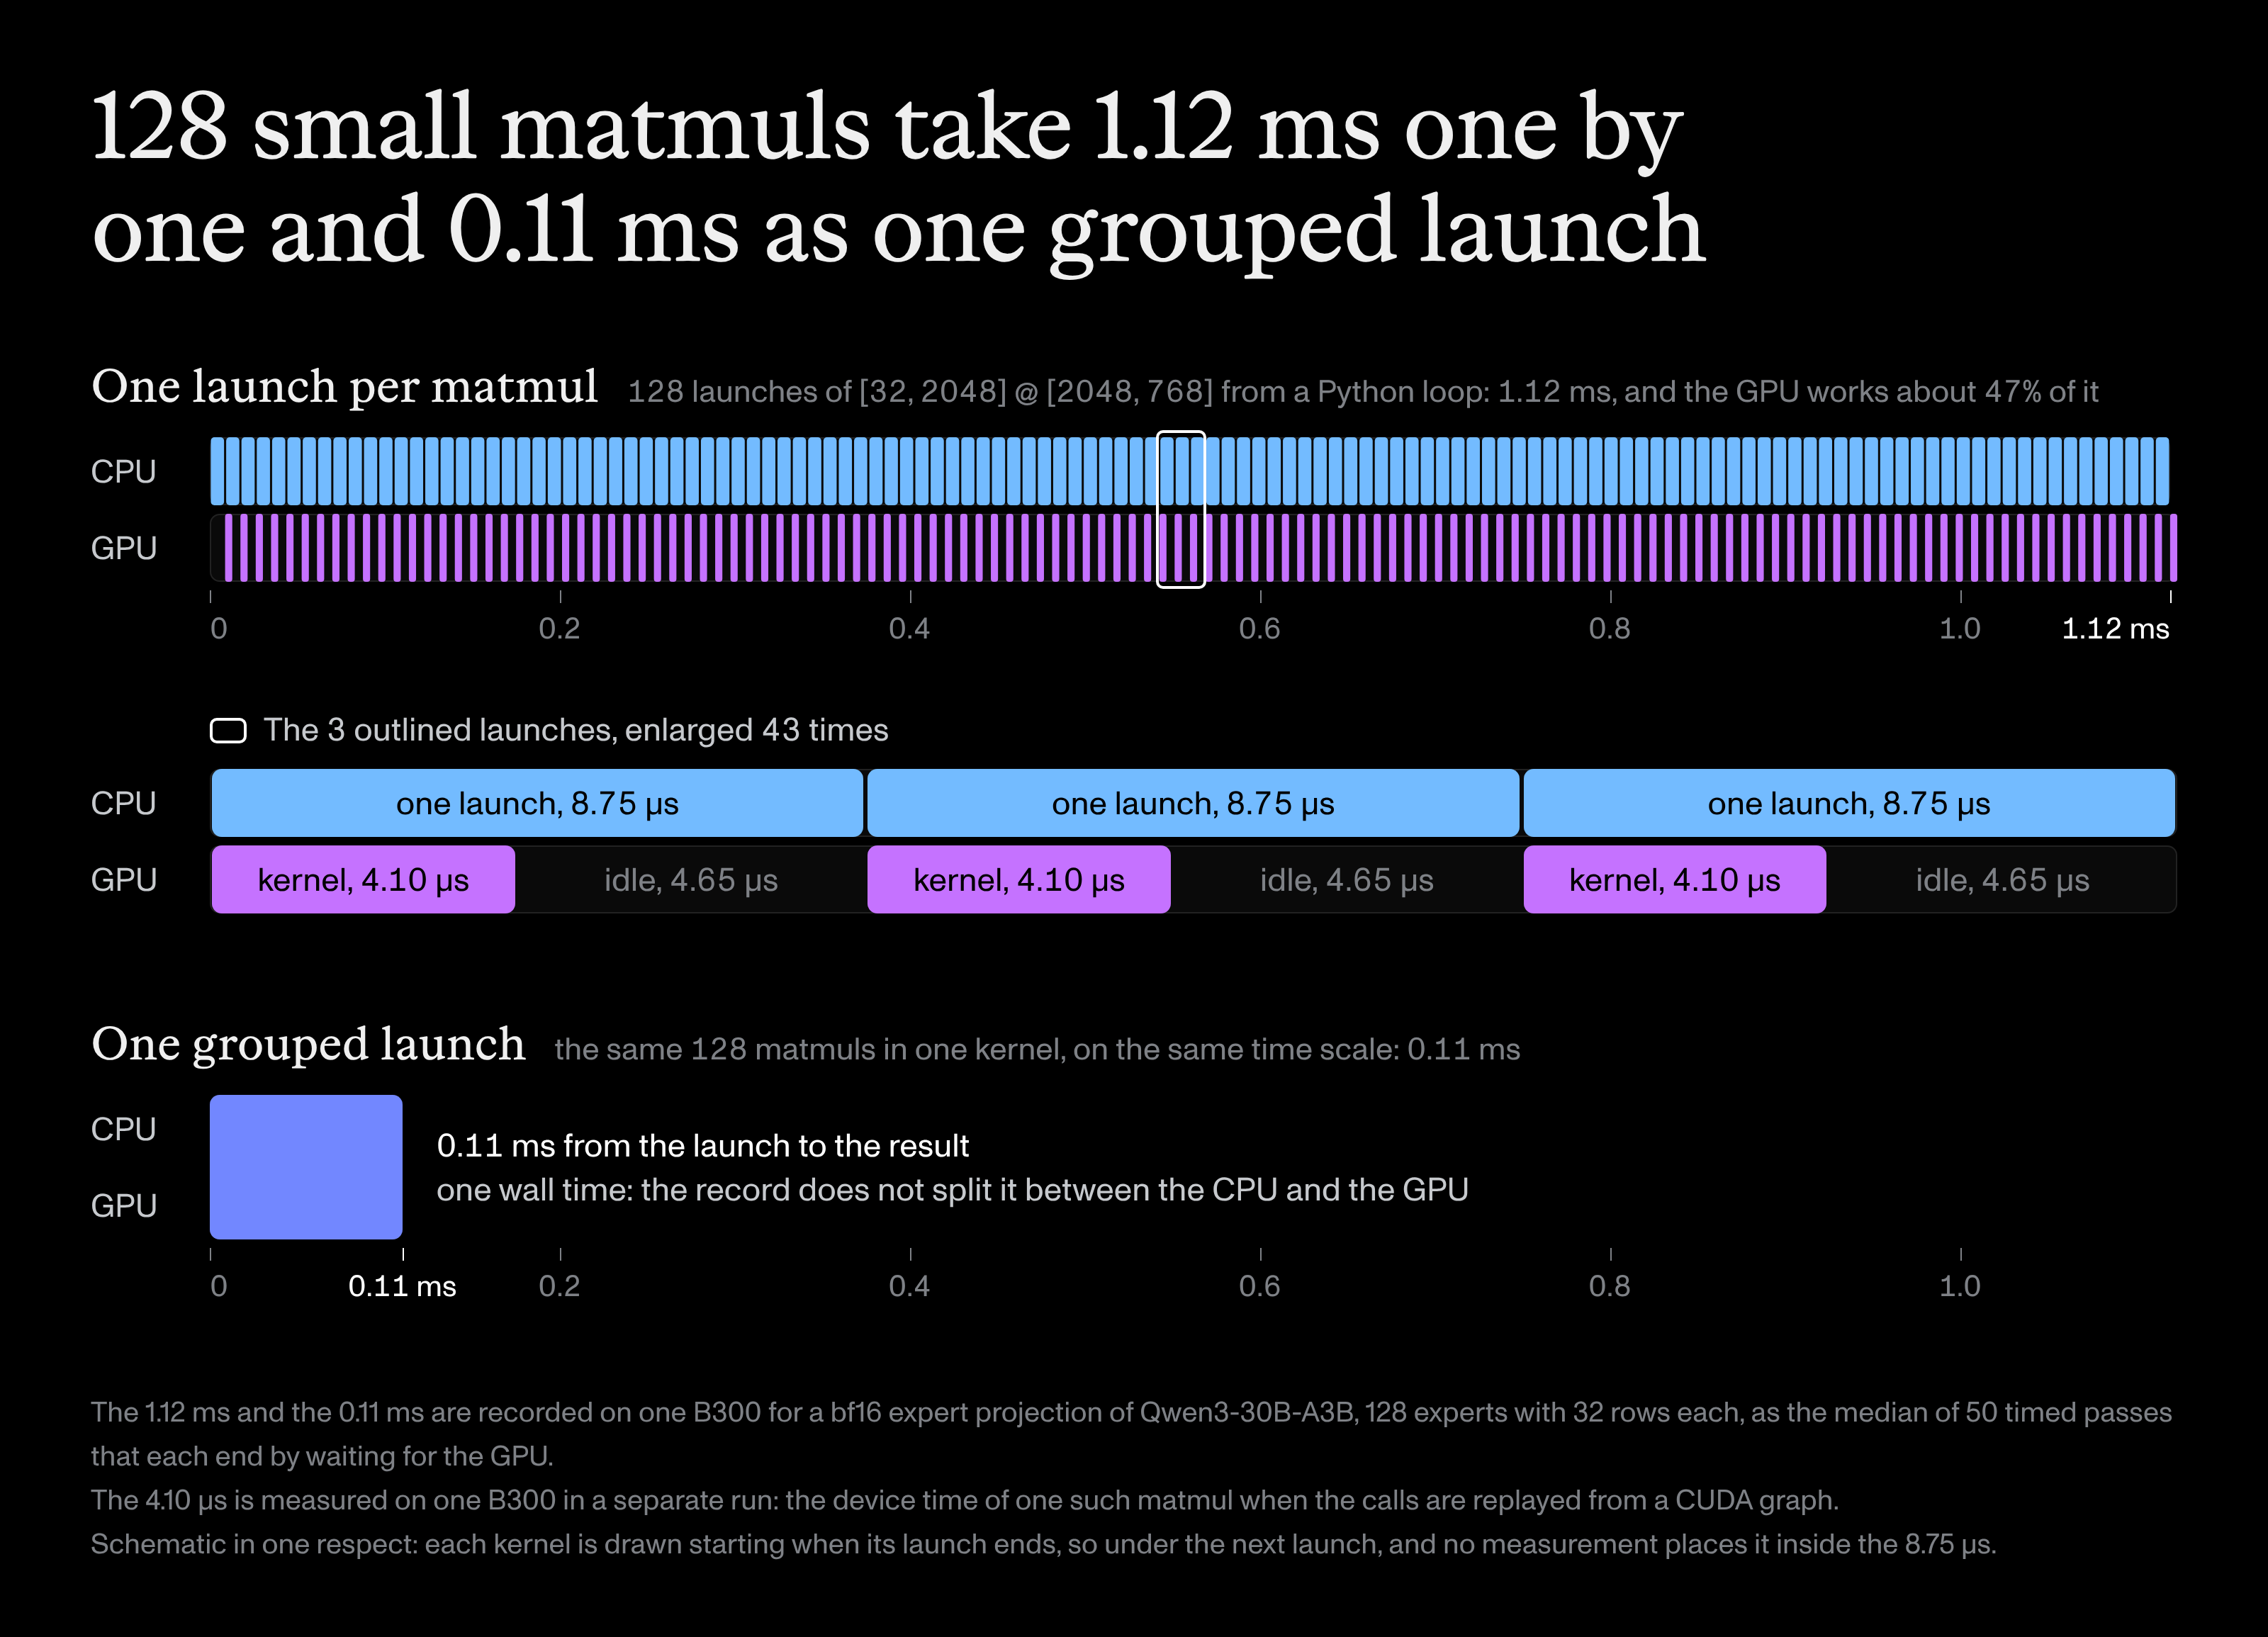 128 small matmuls take 1.12 ms one by
one and 0.11 ms as one grouped launch
One launch per matmul 128 launches of [32, 2048] @ [2048, 768] from a Python loop: 1.12 ms, and the GPU works about 47% of it
CPU
GPU
0 0.2 0.4 0.6 0.8 1.0 1.12 ms
The 3 outlined launches, enlarged 43 times
CPU one launch, 8.75 µs one launch, 8.75 µs one launch, 8.75 µs
GPU kernel, 4.10 µs idle, 4.65 µs kernel, 4.10 µs idle, 4.65 µs kernel, 4.10 µs idle, 4.65 µs
One grouped launch the same 128 matmuls in one kernel, on the same time scale: 0.11 ms
CPU
0.11 ms from the launch to the result
one wall time: the record does not split it between the CPU and the GPU
GPU
0 0.11 ms 0.2 0.4 0.6 0.8 1.0
The 1.12 ms and the 0.11 ms are recorded on one B300 for a bf16 expert projection of Qwen3-30B-A3B, 128 experts with 32 rows each, as the median of 50 timed passes
that each end by waiting for the GPU.
The 4.10 µs is measured on one B300 in a separate run: the device time of one such matmul when the calls are replayed from a CUDA graph.
Schematic in one respect: each kernel is drawn starting when its launch ends, so under the next launch, and no measurement places it inside the 8.75 µs.